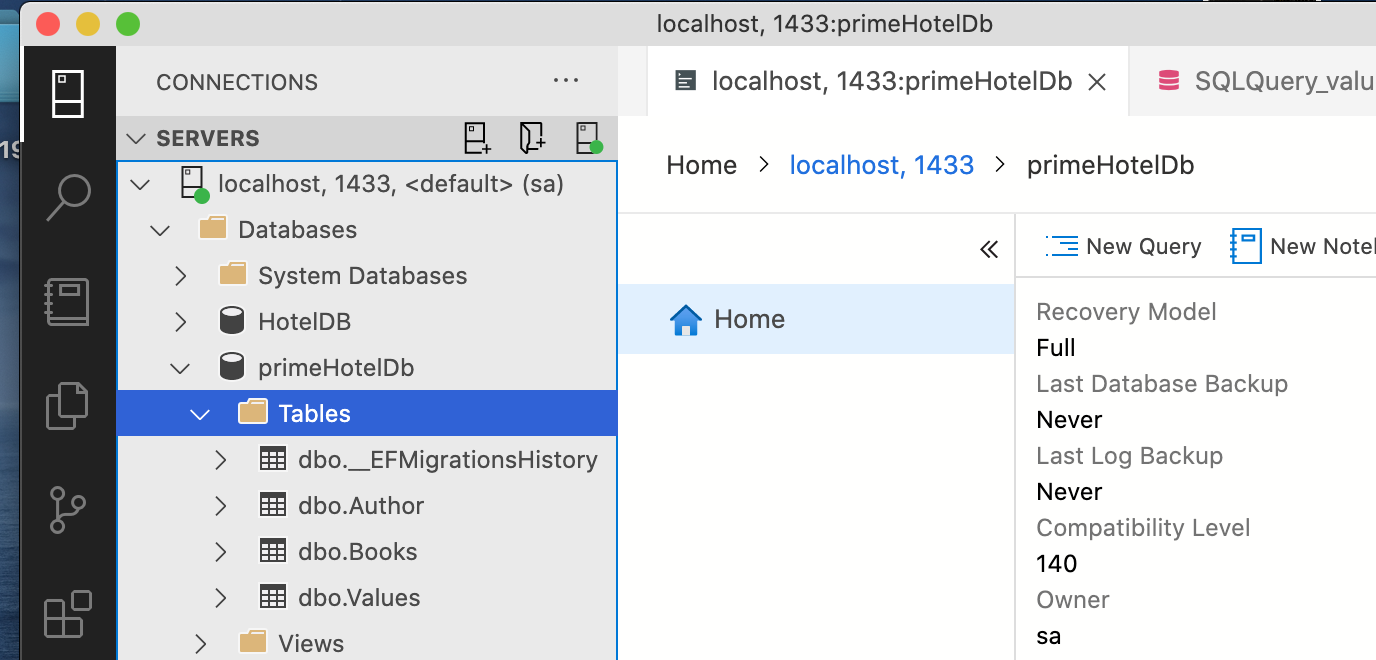 localhost, 1433:primeHotelDb
CONNECTIONS
localhost, 1433:primeHotelDb
SERVERS
localhost, 1433, <default> (sa)
Databases
System Databases
HotelDB
primeHotelDb
Tables
dbo.__EFMigrationsHistory
dbo.Author
dbo.Books
dbo.Values
Views
Home > localhost, 1433 > primeHotelDb
Home
New Query
New
Recovery Model
Full
Last Database Backup
Never
Last Log Backup
Never
Compatibility Level
140
Owner
sa